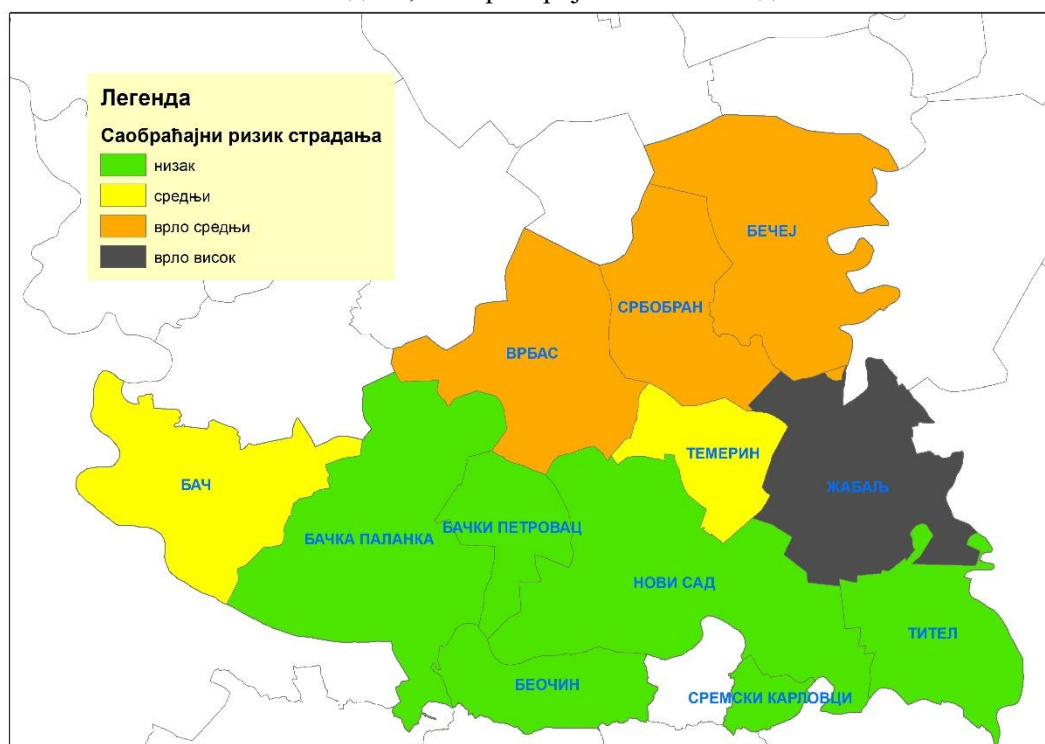 Легенда
Саобраћајни ризик страдања
низак
средњи
врло средњи
врло висок
БЕЧЕЈ
СРБОБРАН
ВРБАС
ТЕМЕРИН
БАЧ
ЖАБАЉ
БАЧКИ ПЕТРОВАЦ
БАЧКА ПАЛАНКА
НОВИ САД
ТИТЕЛ
БЕОЧИН
СРЕМСКИ КАРЛОВЦИ